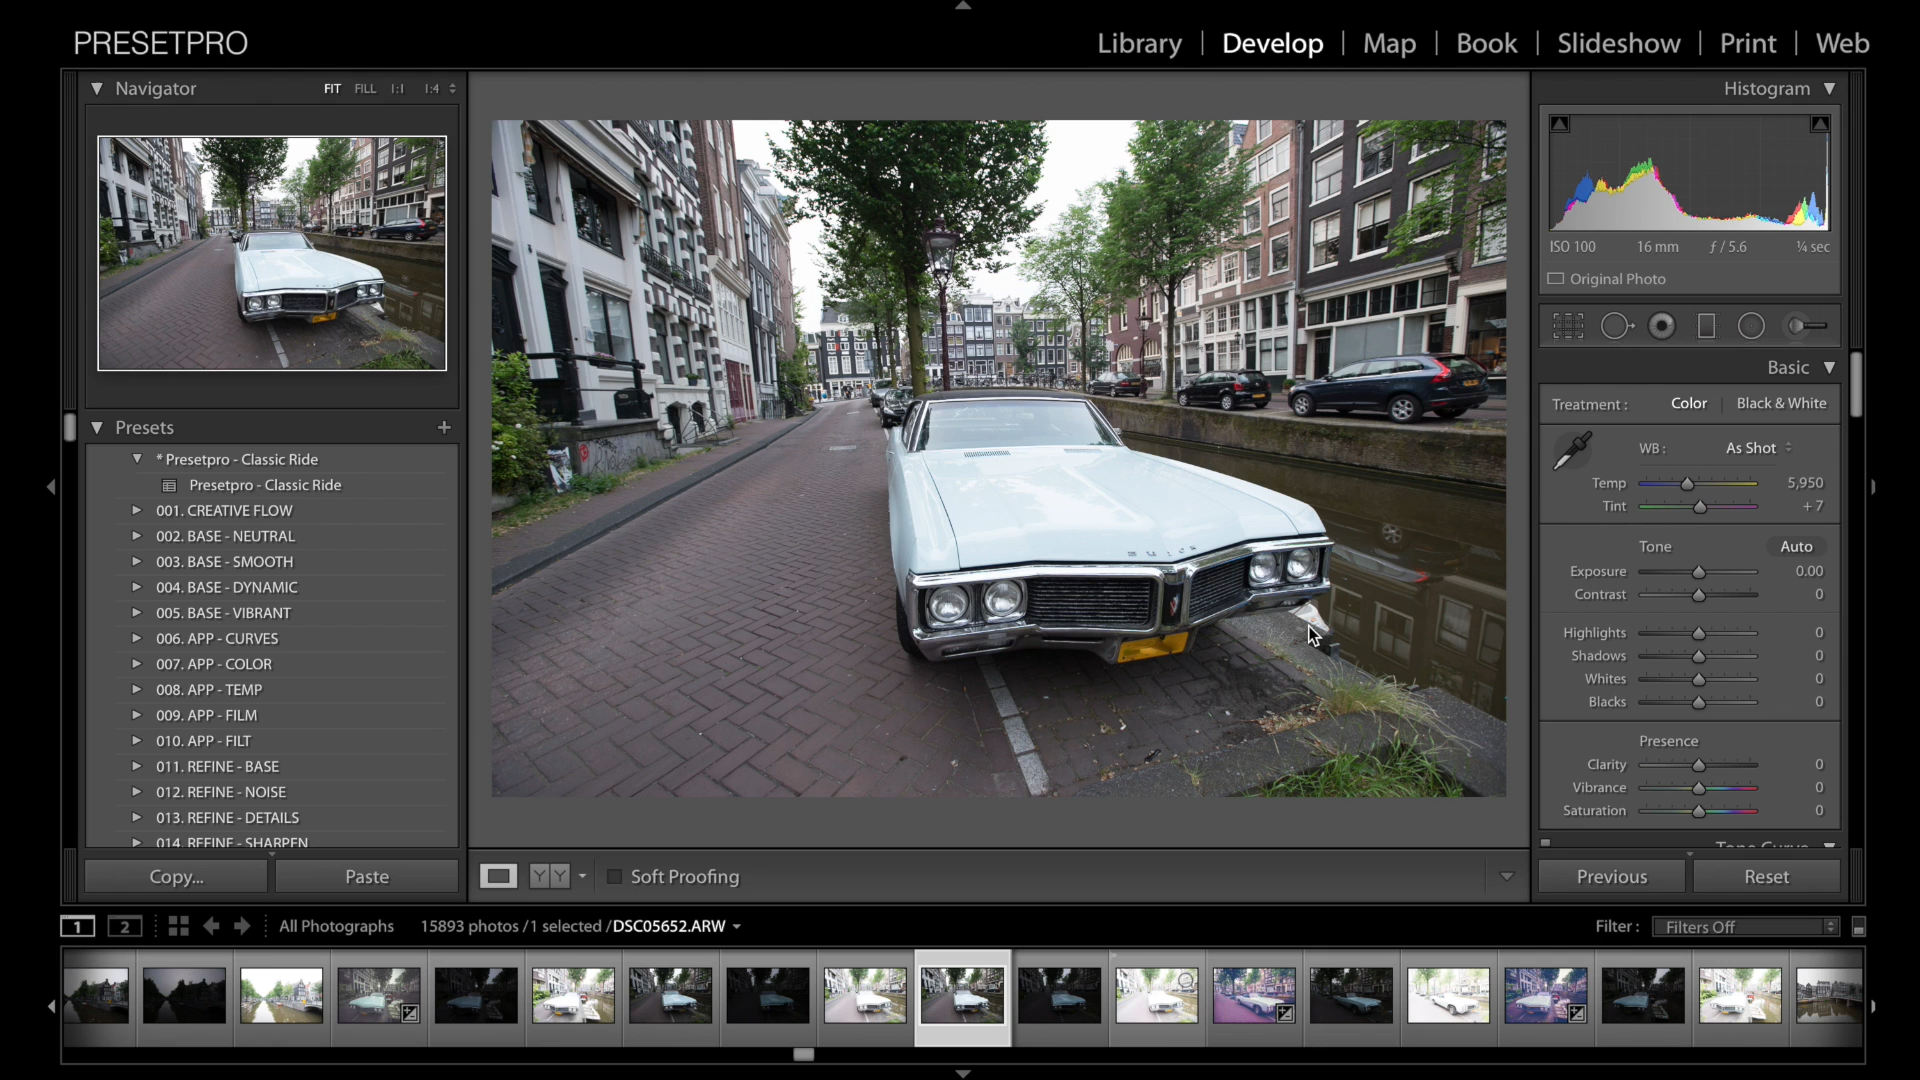 PRESETPRO
Library | Develop | Map | Book | Slideshow | Print | Web
Navigator FIT FILL 1:1 1:4
Presets +
* Presetpro - Classic Ride
Presetpro - Classic Ride
001. CREATIVE FLOW
002. BASE - NEUTRAL
003. BASE - SMOOTH
004. BASE - DYNAMIC
005. BASE - VIBRANT
006. APP - CURVES
007. APP - COLOR
008. APP - TEMP
009. APP - FILM
010. APP - FILT
011. REFINE - BASE
012. REFINE - NOISE
013. REFINE - DETAILS
014. REFINE - SHARPEN
Copy... Paste
BUICK
YY Soft Proofing
Histogram
ISO 100 16 mm ƒ / 5.6 ¼ sec
Original Photo
Basic
Treatment : Color | Black & White
WB : As Shot
Temp 5,950
Tint + 7
Tone Auto
Exposure 0.00
Contrast 0
Highlights 0
Shadows 0
Whites 0
Blacks 0
Presence
Clarity 0
Vibrance 0
Saturation 0
Tone Curve
Previous Reset
1 2 All Photographs 15893 photos / 1 selected / DSC05652.ARW
Filter : Filters Off